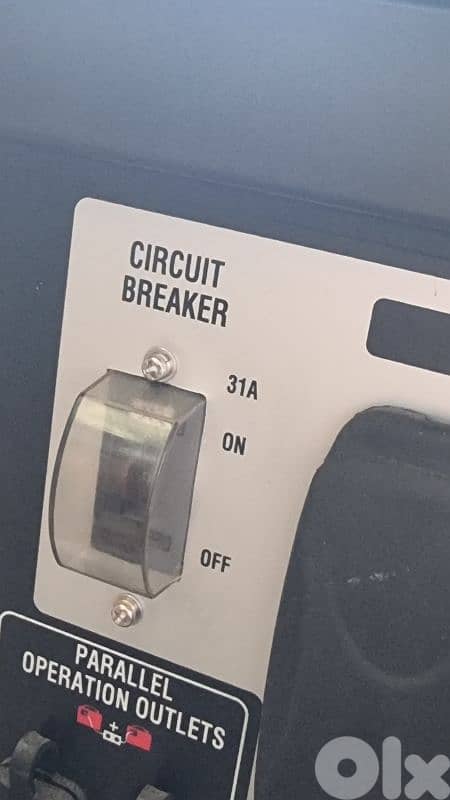 CIRCUIT
BREAKER
31A
ON
OFF
PARALLEL
OPERATION OUTLETS
+
Olx